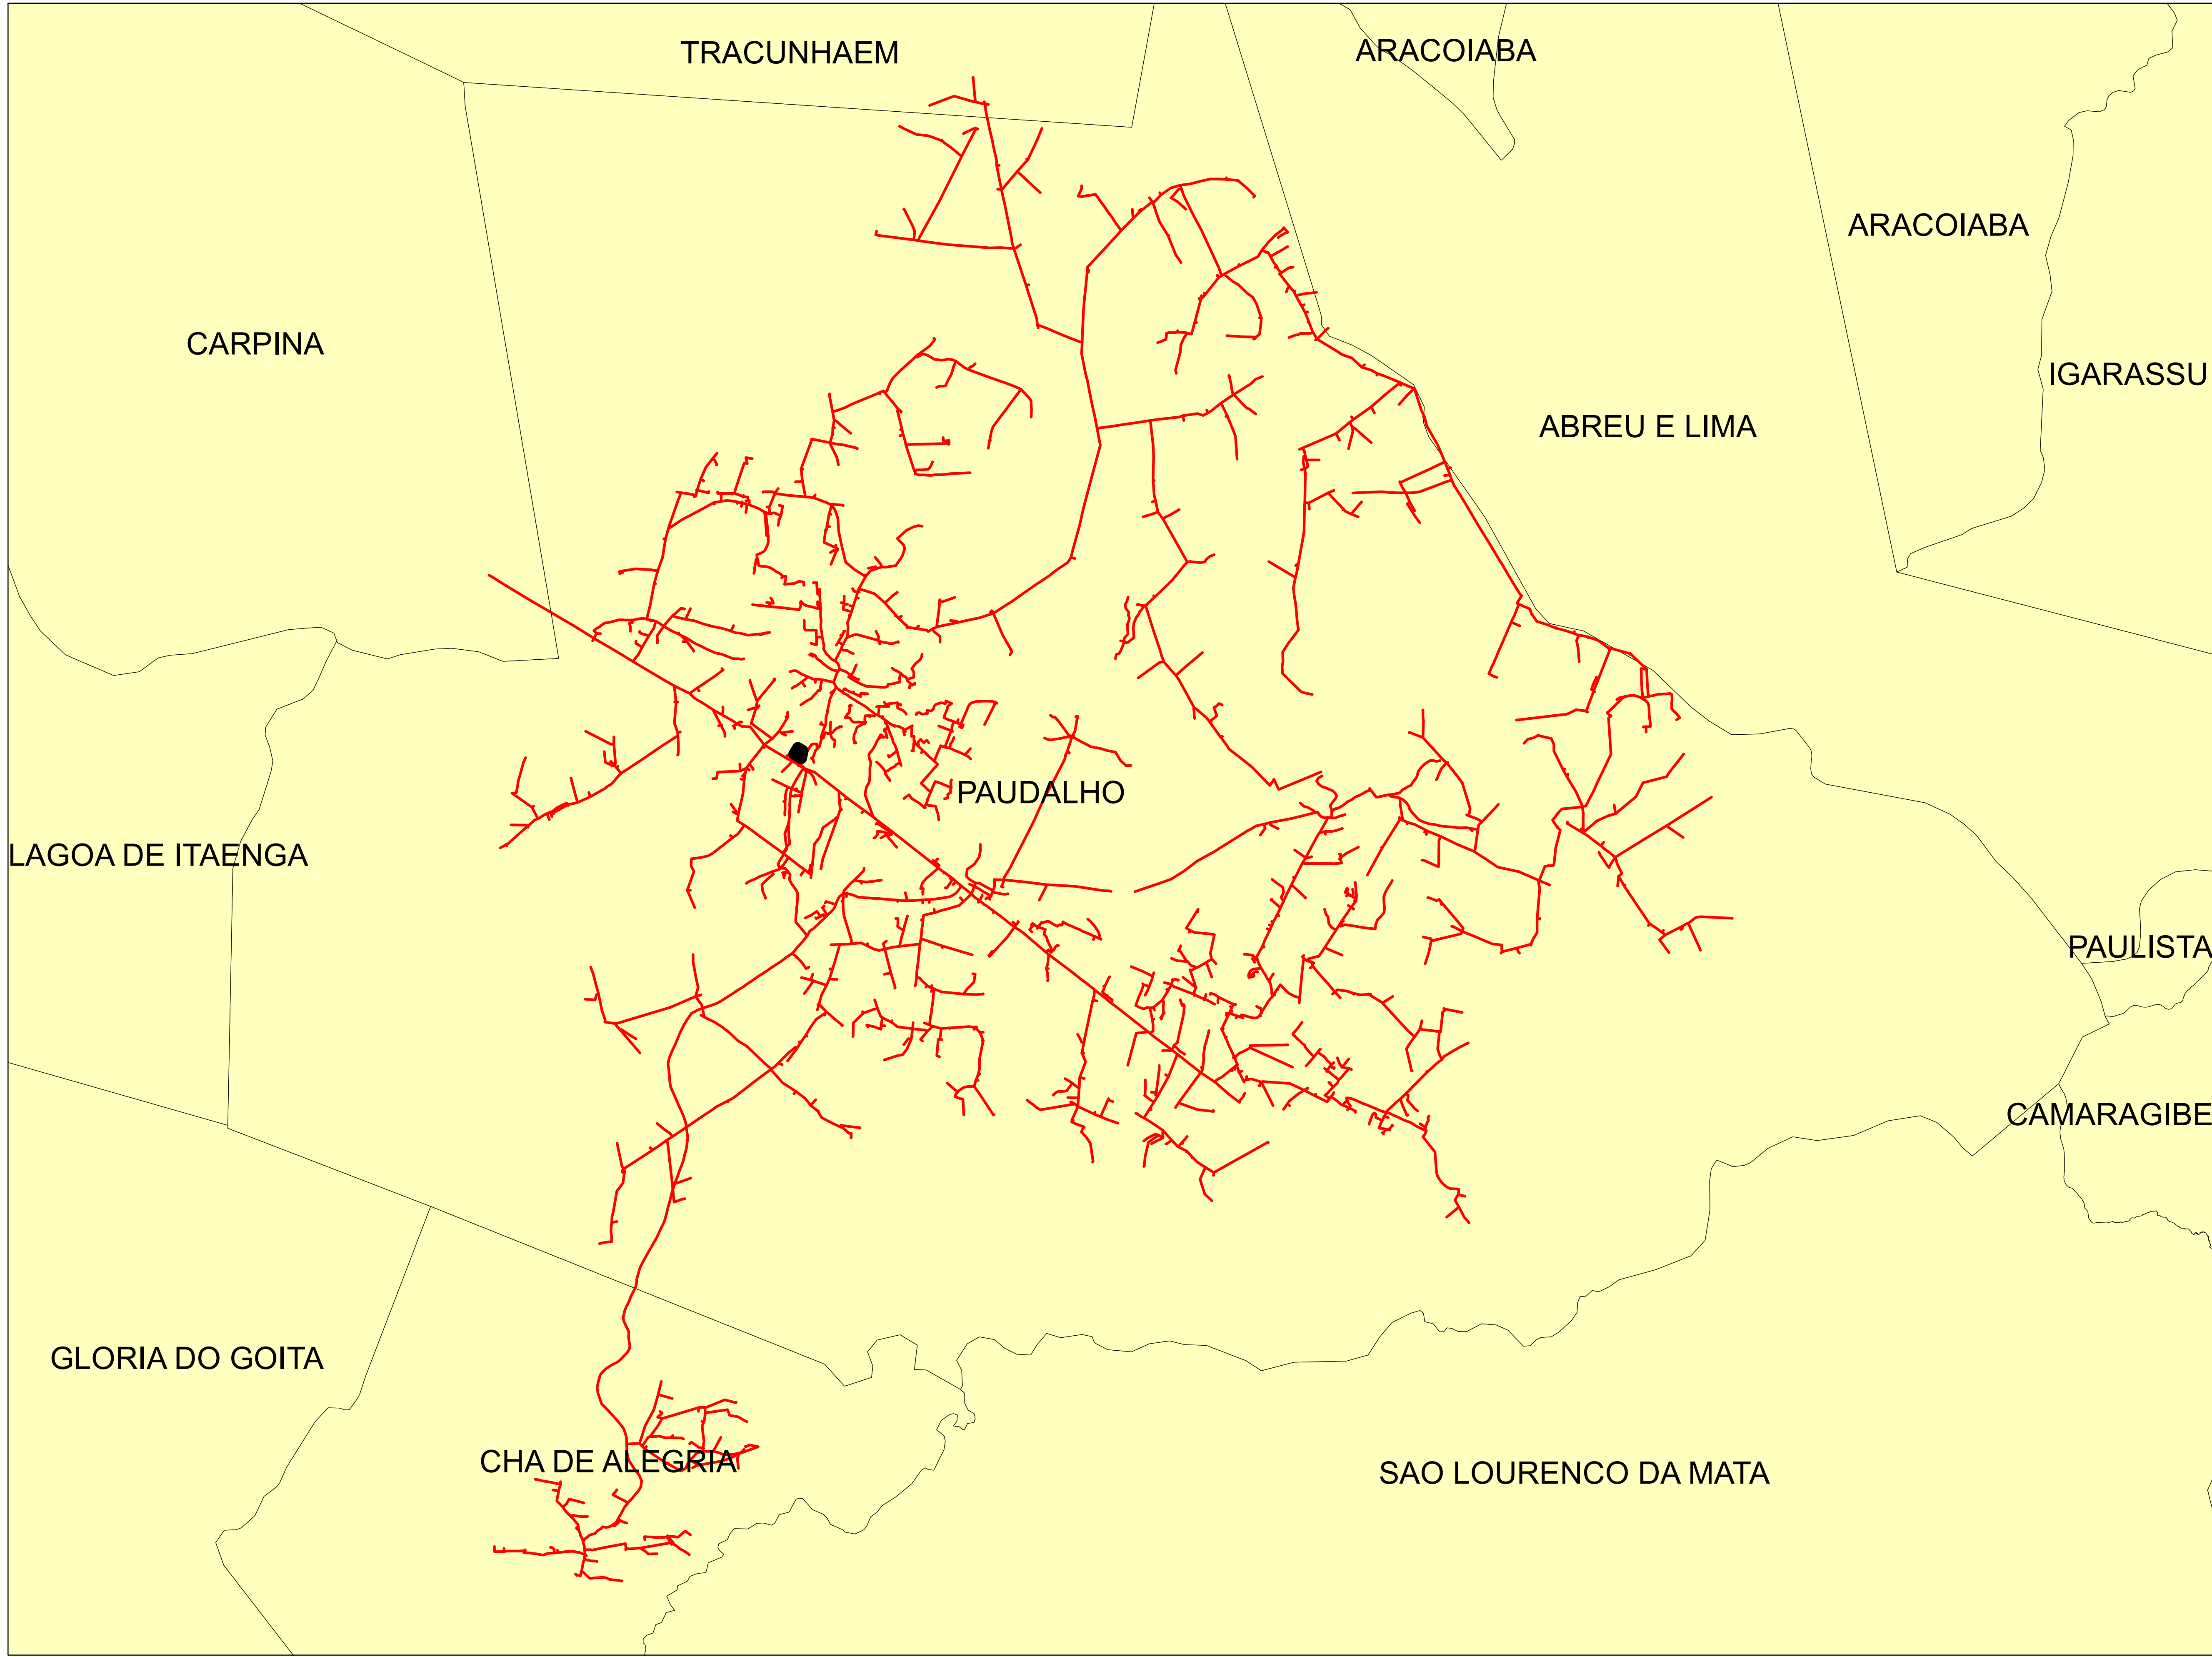 TRACUNHAEM
ARACOIABA
ARACOIABA
CARPINA
IGARASSU
ABREU E LIMA
PAUDALHO
LAGOA DE ITAENGA
PAULISTA
CAMARAGIBE
GLORIA DO GOITA
CHA DE ALEGRIA
SAO LOURENCO DA MATA